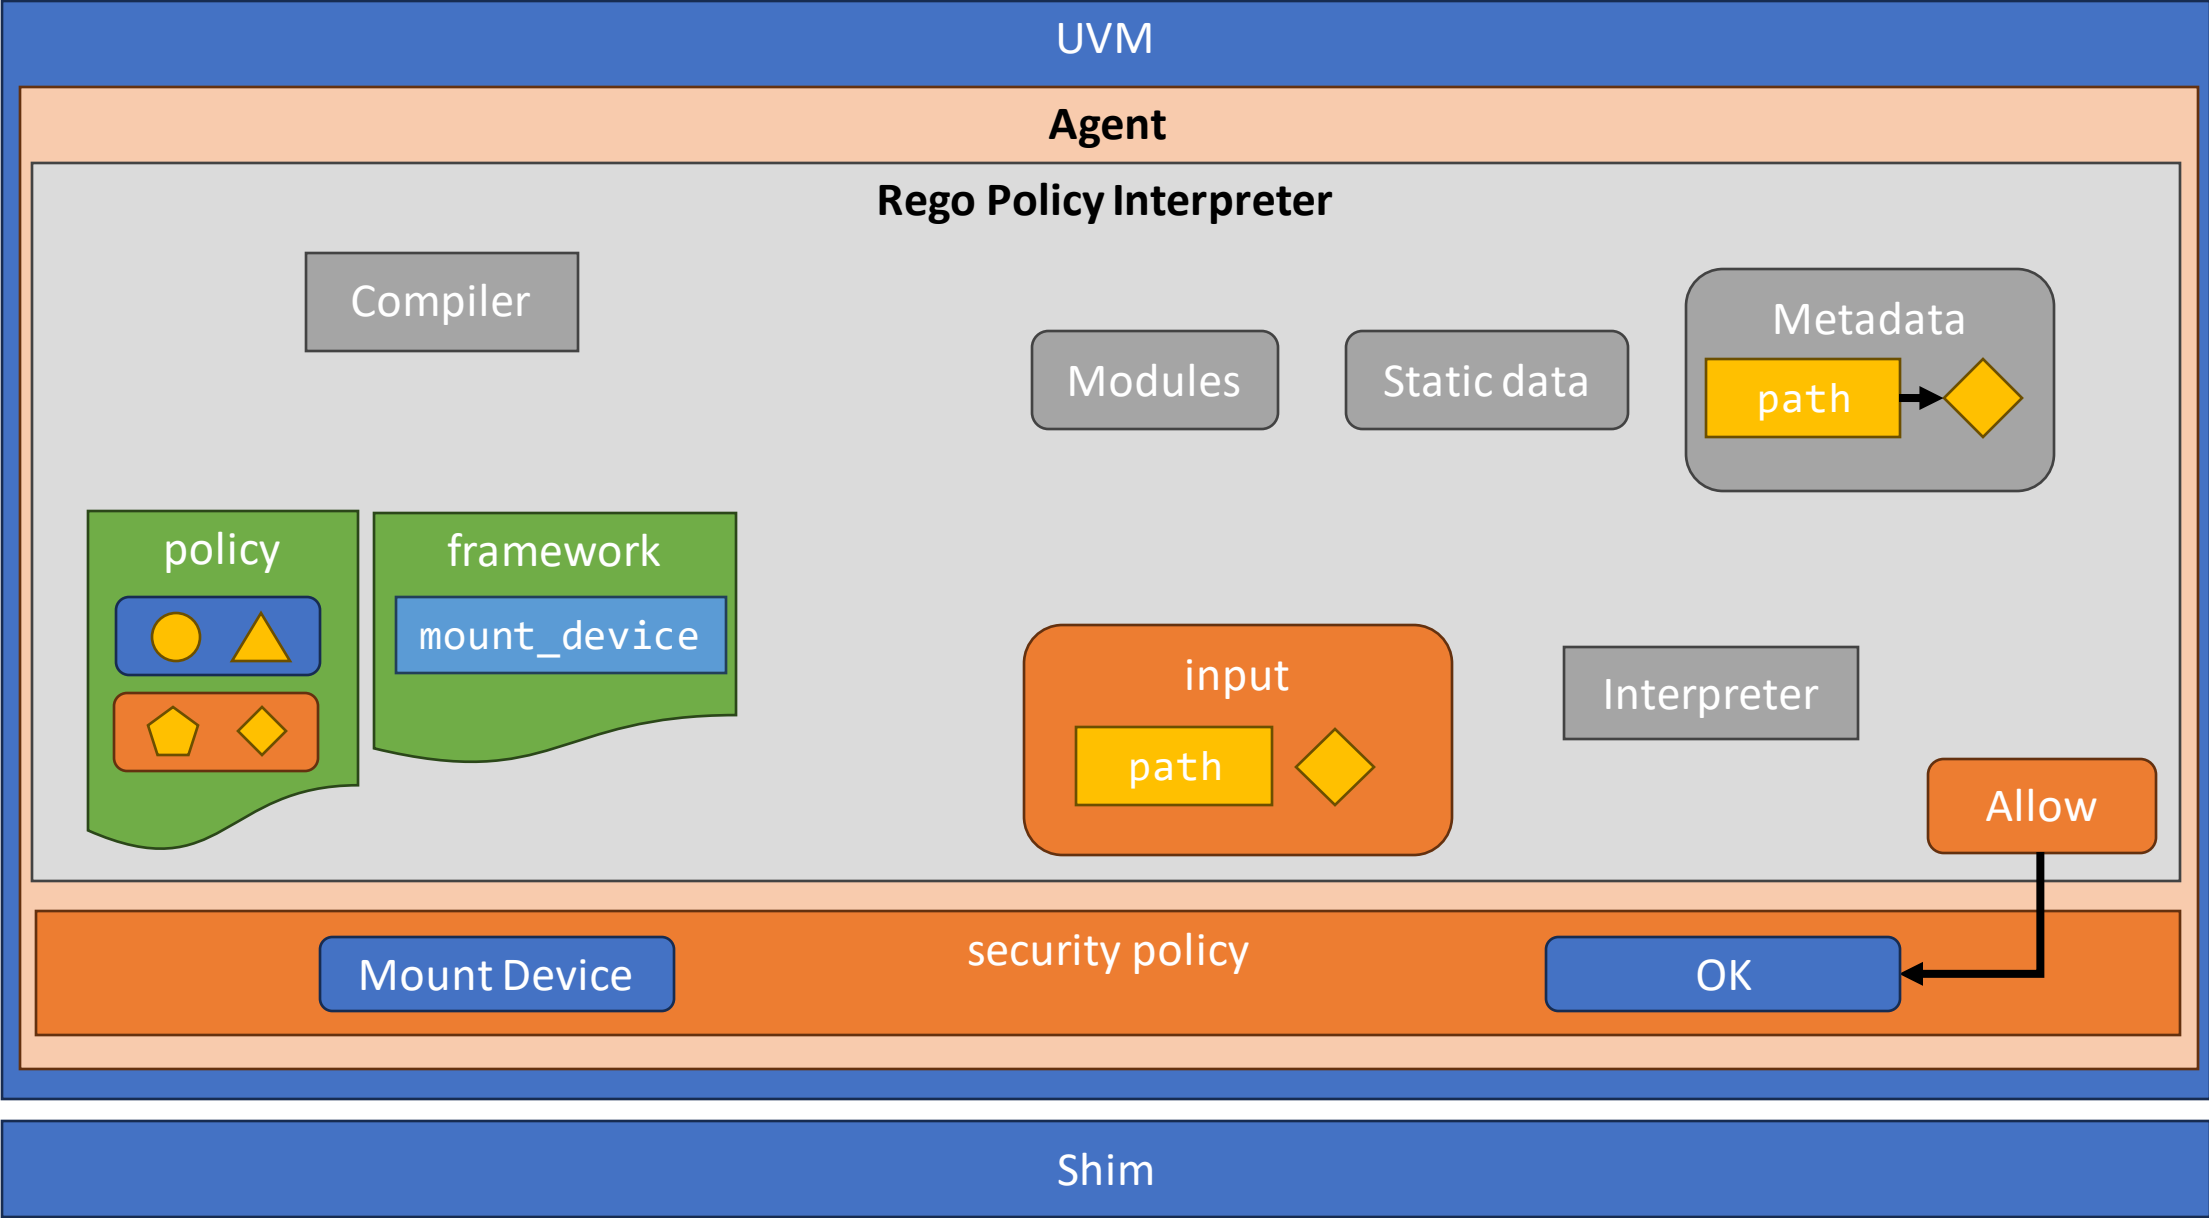 UVM
Agent
Rego Policy Interpreter
Compiler
Modules
Static data
Metadata
path
policy
framework
mount_device
input
path
Interpreter
Allow
security policy
Mount Device
OK
Shim